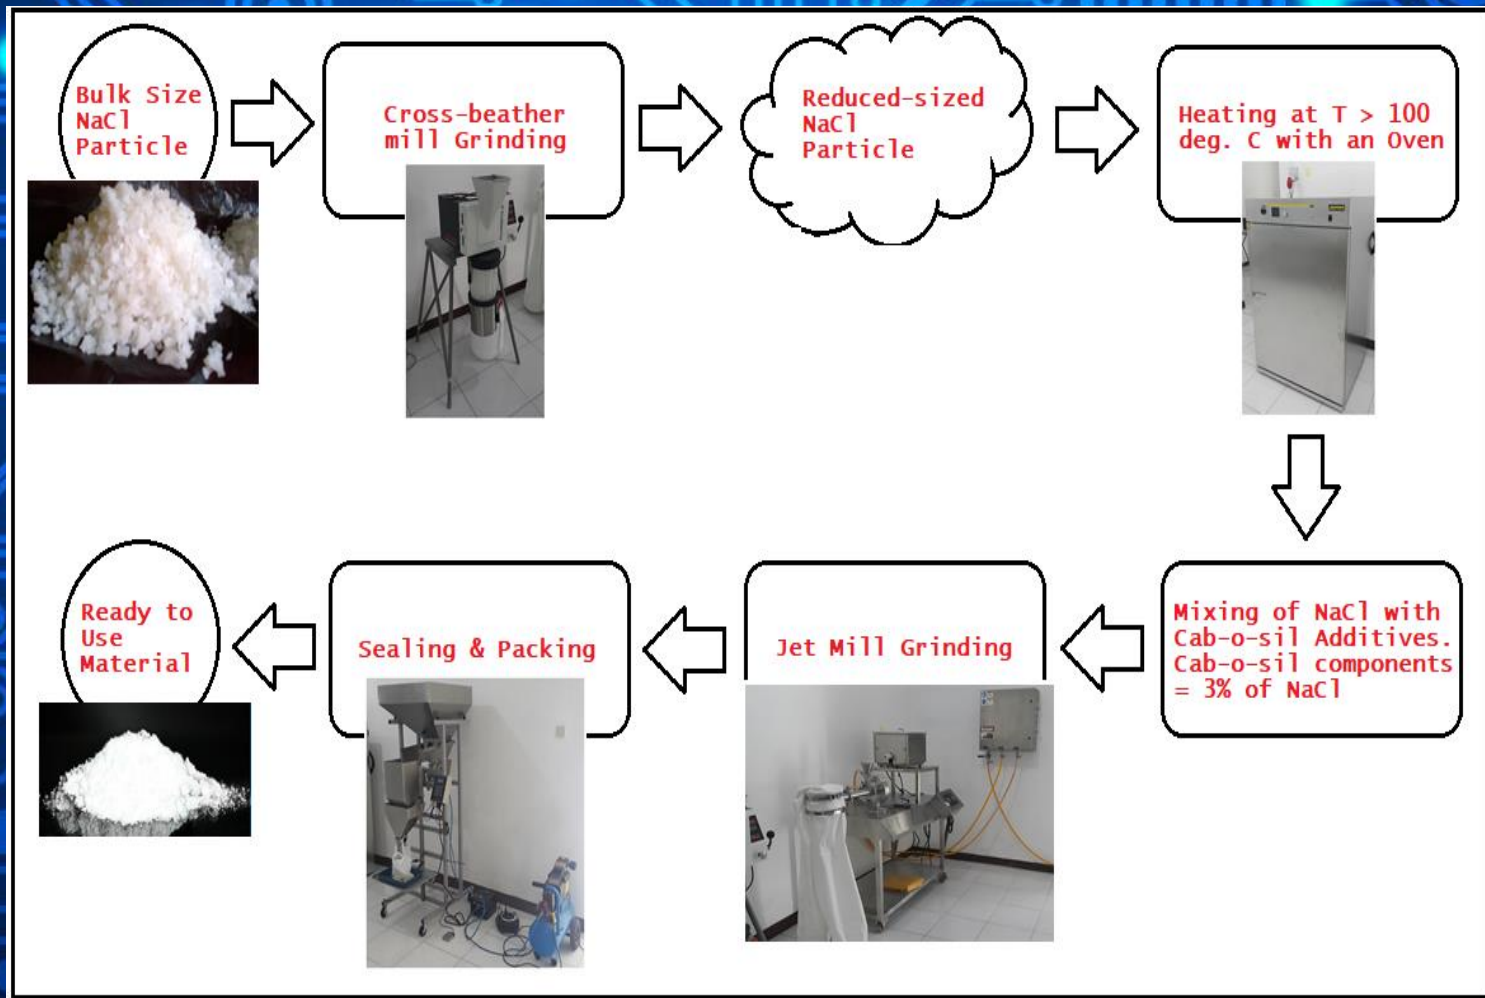 Bulk Size
NaCl
Particle
Cross-beather
mill Grinding
Reduced-sized
NaCl
Particle
Heating at T > 100
deg. C with an Oven
Mixing of NaCl with
Cab-o-sil Additives.
Cab-o-sil components
= 3% of NaCl
Jet Mill Grinding
Sealing & Packing
Ready to
Use
Material